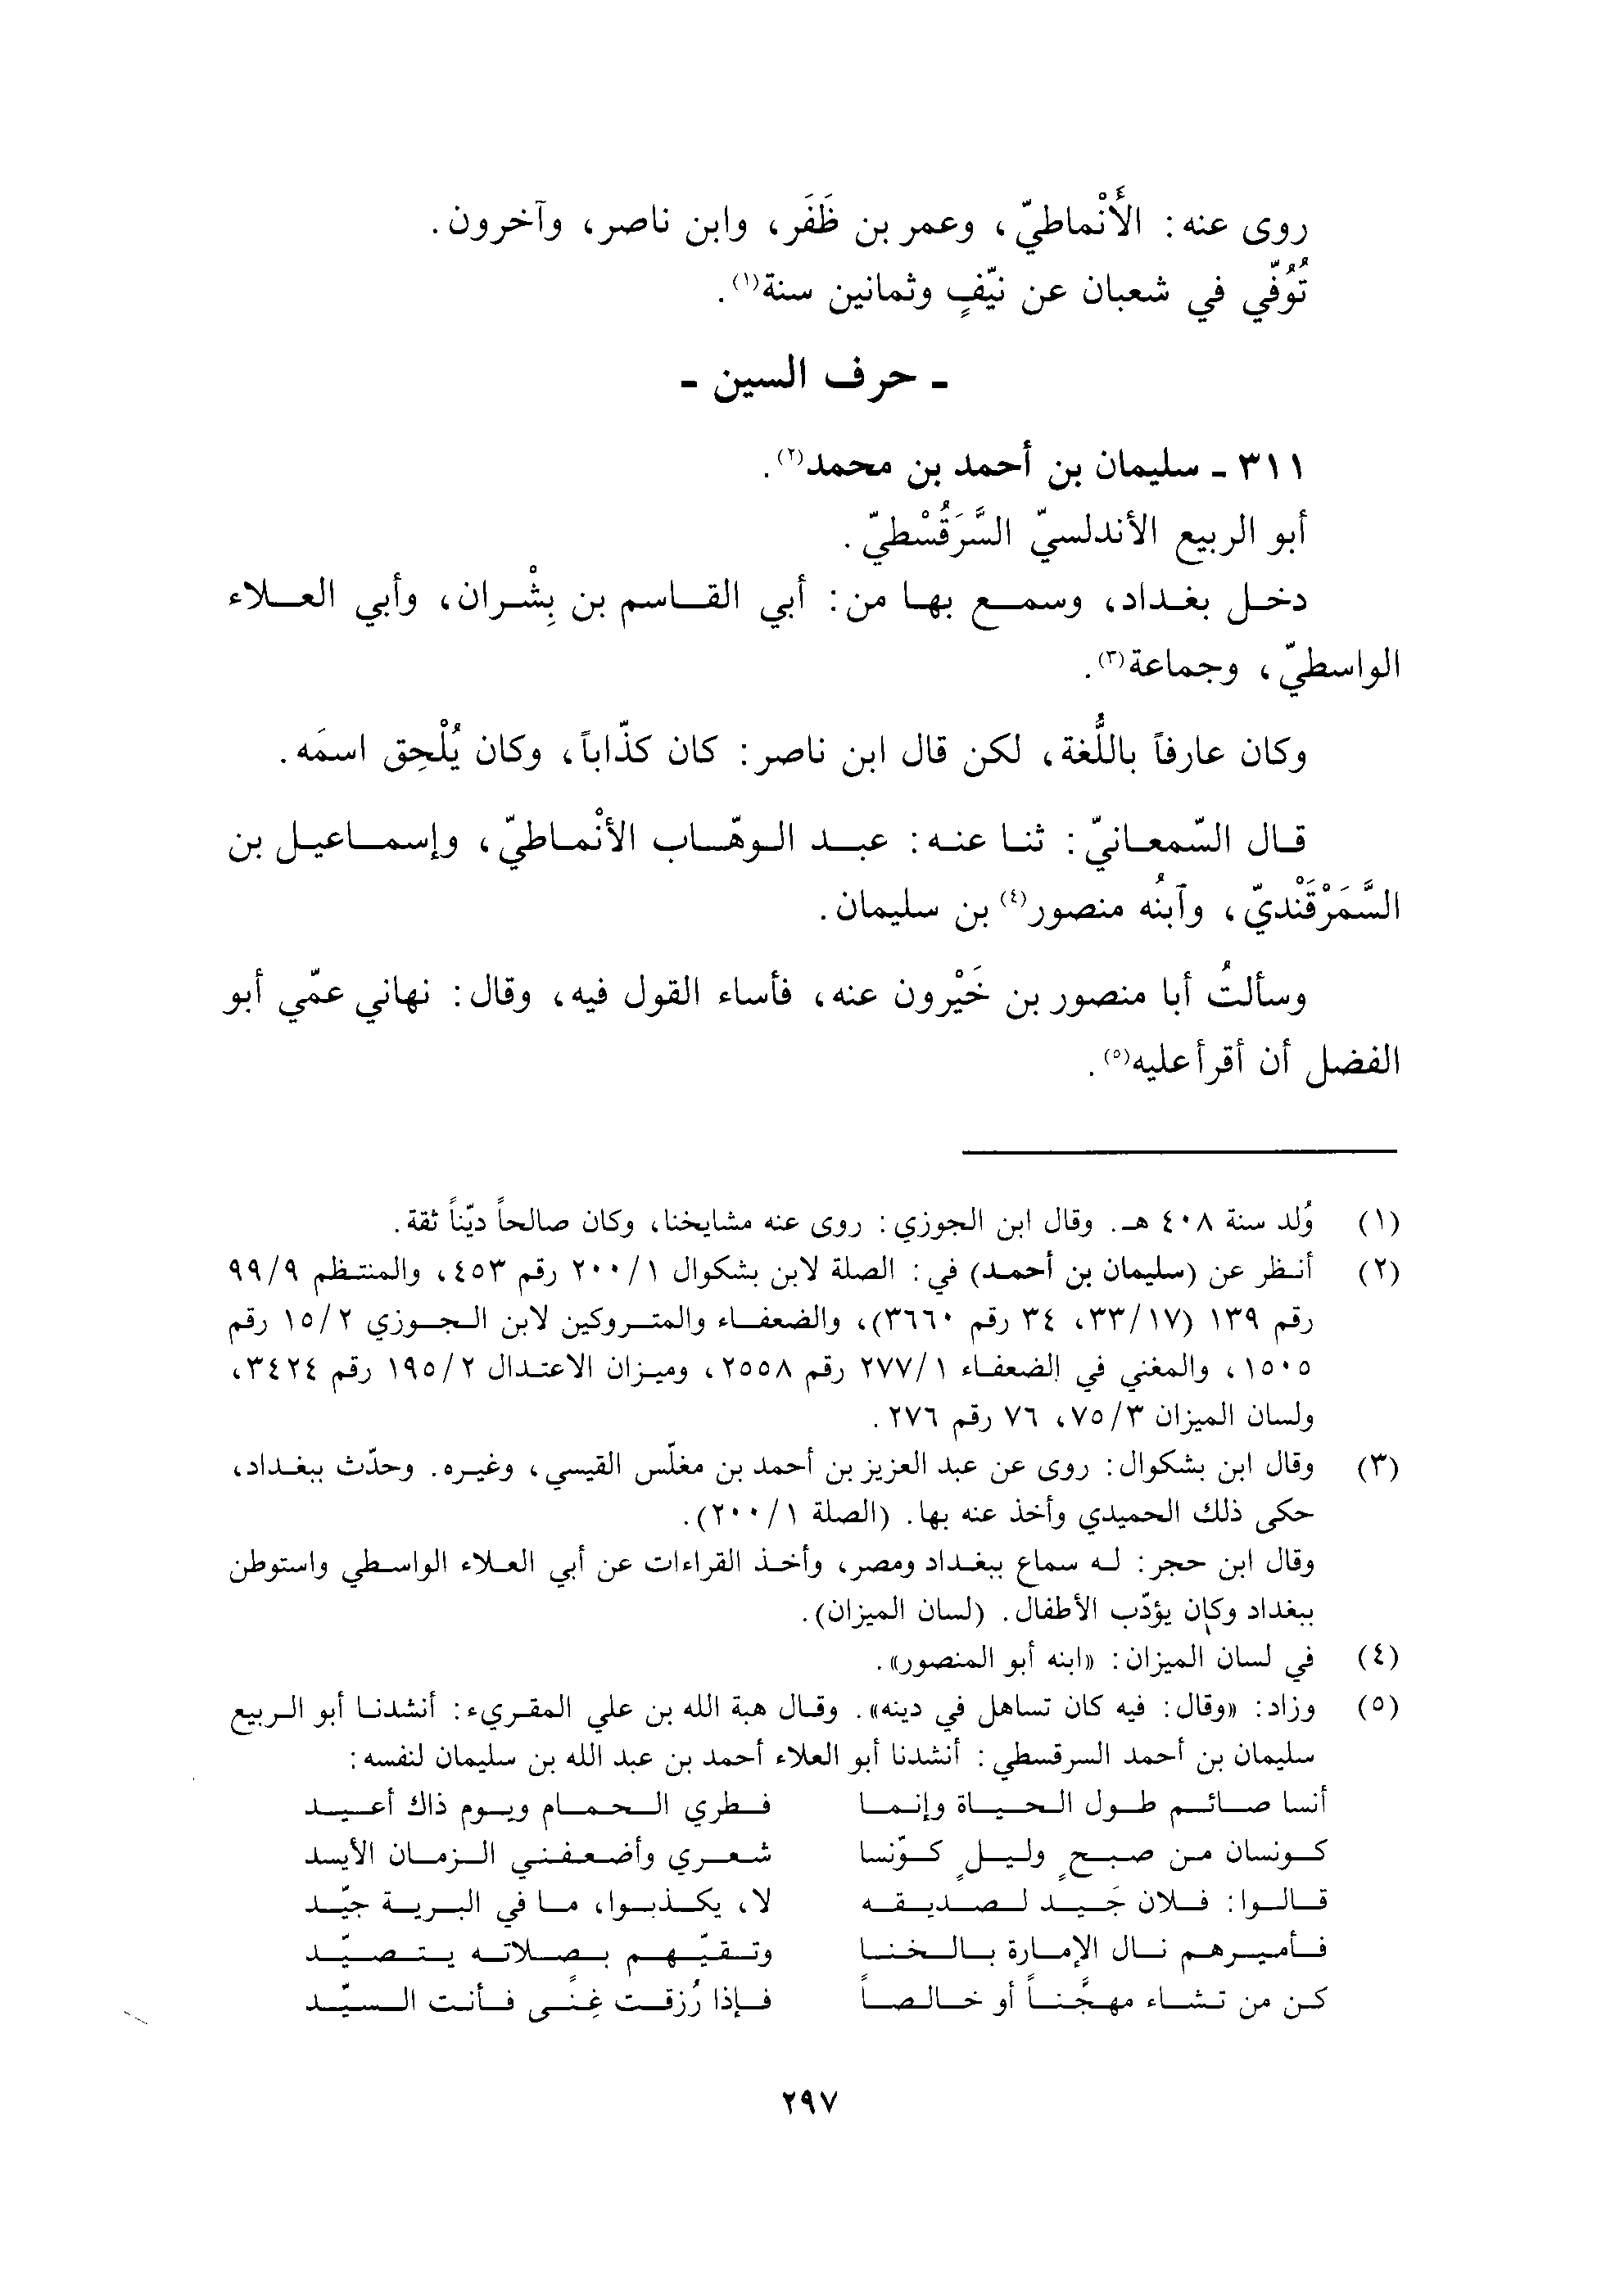 روى عنه: الأَنْماطيّ، وعمر بن ظَفَر، وابن ناصر، وآخرون.
تُوُفّي في شعبان عن نيّفٍ وثمانين سنة(١).
ـ حرف السين ـ
٣١١ ـ سليمان بن أحمد بن محمد(٢).
أبو الربيع الأندلسيّ السَّرَقُسْطيّ.
دخل بغداد، وسمع بها من: أبي القاسم بن بِشْران، وأبي العلاء
الواسطيّ، وجماعة(٣).
وكان عارفاً باللُّغة، لكن قال ابن ناصر: كان كذّاباً، وكان يُلْحِق اسمَه.
قال السّمعانيّ: ثنا عنه: عبد الوهّاب الأنْماطيّ، وإسماعيل بن
السَّمَرْقَنْديّ، وآبنُه منصور(٤) بن سليمان.
وسألتُ أبا منصور بن خَيْرون عنه، فأساء القول فيه، وقال: نهاني عمّي أبو
الفضل أن أقرأ عليه(٥).
(١) وُلد سنة ٤٠٨ هـ. وقال ابن الجوزي: روى عنه مشايخنا، وكان صالحاً ديّناً ثقة.
(٢) أنظر عن (سليمان بن أحمد) في: الصلة لابن بشكوال ٢٠٠/١ رقم ٤٥٣، والمنتظم ٩٩/٩
رقم ١٣٩ (٣٣/١٧، ٣٤ رقم ٣٦٦٠)، والضعفاء والمتروكين لابن الجوزي ١٥/٢ رقم
١٥٠٥، والمغني في الضعفاء ٢٧٧/١ رقم ٢٥٥٨، وميزان الاعتدال ١٩٥/٢ رقم ٣٤٢٤،
ولسان الميزان ٧٥/٣، ٧٦ رقم ٢٧٦.
(٣) وقال ابن بشكوال: روى عن عبد العزيز بن أحمد بن مغلّس القيسي، وغيره. وحدّث ببغداد،
حكى ذلك الحميدي وأخذ عنه بها. (الصلة ٢٠٠/١).
وقال ابن حجر: له سماع ببغداد ومصر، وأخذ القراءات عن أبي العلاء الواسطي واستوطن
ببغداد وكان يؤدّب الأطفال. (لسان الميزان).
(٤) في لسان الميزان: «ابنه أبو المنصور».
(٥) وزاد: «وقال: فيه كان تساهل في دينه». وقال هبة الله بن علي المقريء: أنشدنا أبو الربيع
سليمان بن أحمد السرقسطي: أنشدنا أبو العلاء أحمد بن عبد الله بن سليمان لنفسه:
أنسا صائم طول الحياة وإنما فطري الحمام ويوم ذاك أعيد
كونسان من صبحٍ وليلٍ كوّنسا شعري وأضعفني الزمان الأيسد
قالوا: فلان جَيد لصديقه لا، يكذبوا، ما في البرية جيّد
فأميرهم نال الإمارة بالخنا وتقيّهم بصلاته يتصيّد
كن من تشاء مهجَّناً أو خالصاً فإذا رُزقت غِنًى فأنت السيّد
٢٩٧